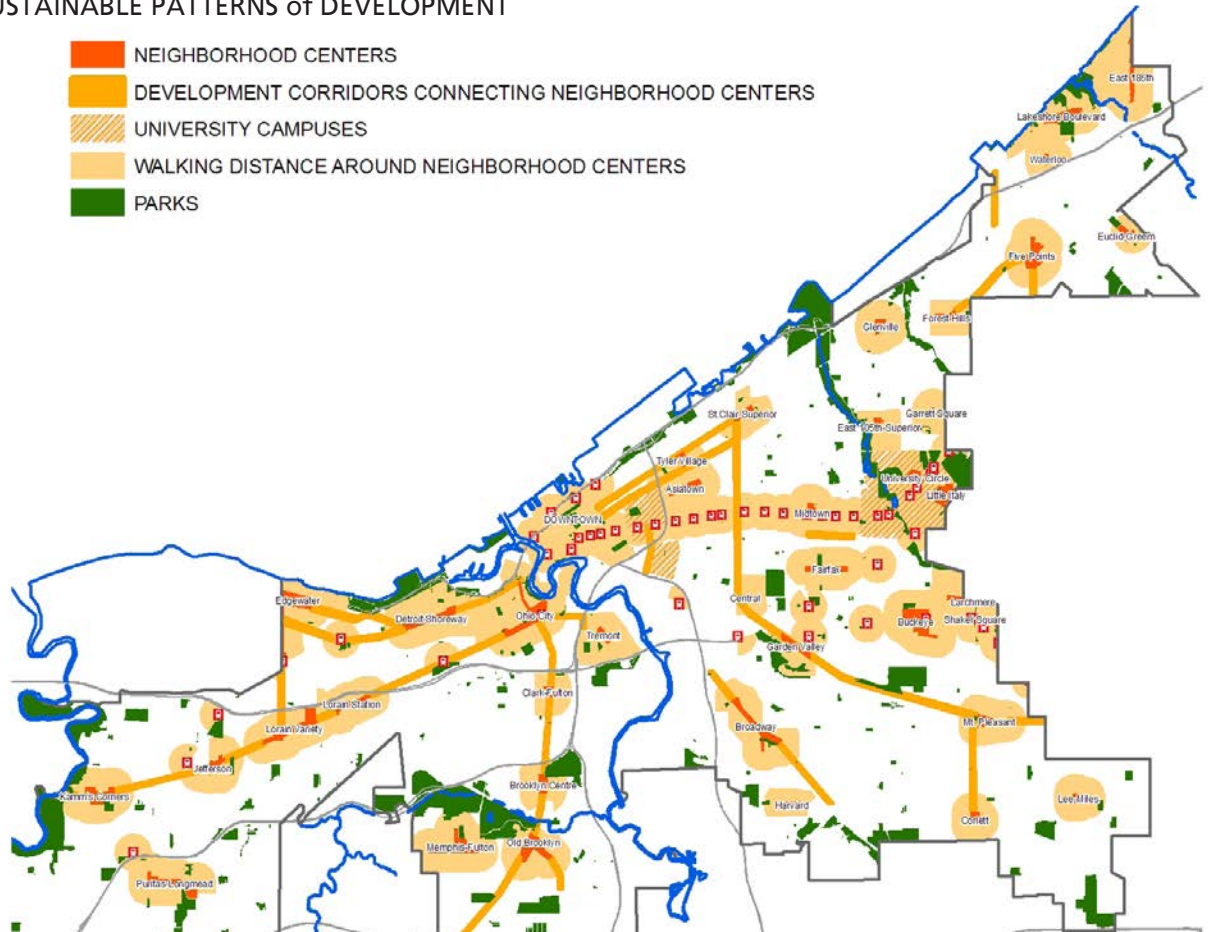 SUSTAINABLE PATTERNS of DEVELOPMENT
NEIGHBORHOOD CENTERS
DEVELOPMENT CORRIDORS CONNECTING NEIGHBORHOOD CENTERS
UNIVERSITY CAMPUSES
WALKING DISTANCE AROUND NEIGHBORHOOD CENTERS
PARKS
East 185th
Lakeshore Boulevard
Waterloo
Euclid Green
Five Points
Forest Hills
Glenville
Garrett Square
St.Clair Superior
East 105th-Superior
Tyler Village
University Circle
Asiatown
Little Italy
Midtown
DOWNTOWN
Fairfax
Edgewater
Central
Larchmere
Detroit Shoreway
Ohio City
Buckeye
Shaker Square
Tremont
Garden Valley
Clark-Fulton
Lorain Station
Mt. Pleasant
Lorain Variety
Broadway
Jefferson
Brooklyn Centre
Kamm's Corners
Harvard
Lee Miles
Corlett
Memphis-Fulton
Old Brooklyn
Puritas Longmead